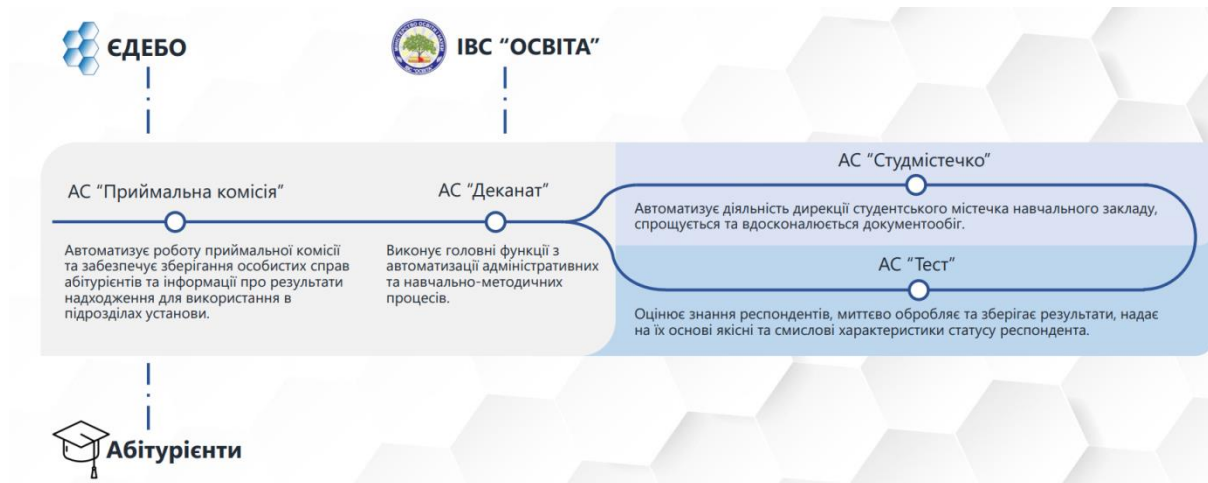 ЄДЕБО
ІВС “ОСВІТА”
АС “Приймальна комісія”
Автоматизує роботу приймальної комісії
та забезпечує зберігання особистих справ
абітурієнтів та інформації про результати
надходження для використання в
підрозділах установи.
АС “Деканат”
Виконує головні функції з
автоматизації адміністративних
та навчально-методичних
процесів.
АС “Студмістечко”
Автоматизує діяльність дирекції студентського містечка навчального закладу,
спрощується та вдосконалюється документообіг.
АС “Тест”
Оцінює знання респондентів, миттєво обробляє та зберігає результати, надає
на їх основі якісні та смислові характеристики статусу респондента.
Абітурієнти